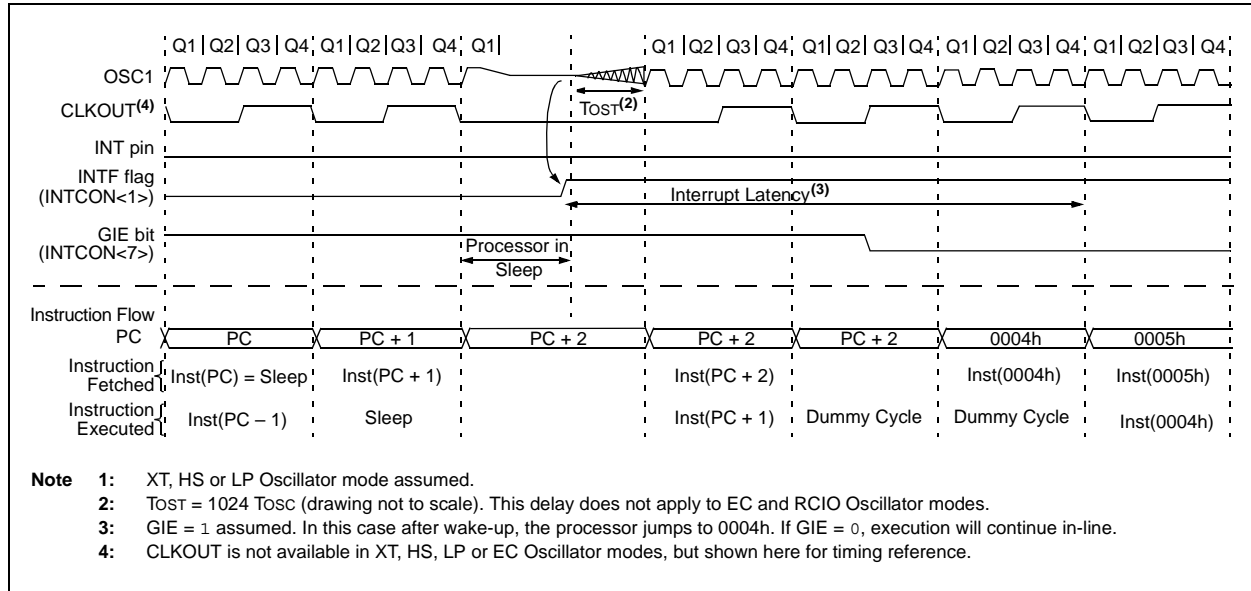 Q1 Q2 Q3 Q4 Q1 Q2 Q3 Q4 Q1 Q1 Q2 Q3 Q4 Q1 Q2 Q3 Q4 Q1 Q2 Q3 Q4 Q1 Q2 Q3 Q4
OSC1
TOST(2)
CLKOUT(4)
INT pin
INTF flag
(INTCON<1>)
Interrupt Latency(3)
GIE bit
(INTCON<7>)
Processor in
Sleep
Instruction Flow
PC PC PC + 1 PC + 2 PC + 2 PC + 2 0004h 0005h
Instruction
Fetched
Inst(PC) = Sleep Inst(PC + 1) Inst(PC + 2) Inst(0004h) Inst(0005h)
Instruction
Executed
Inst(PC – 1) Sleep Inst(PC + 1) Dummy Cycle Dummy Cycle Inst(0004h)
Note 1: XT, HS or LP Oscillator mode assumed.
2: TOST = 1024 TOSC (drawing not to scale). This delay does not apply to EC and RCIO Oscillator modes.
3: GIE = 1 assumed. In this case after wake-up, the processor jumps to 0004h. If GIE = 0, execution will continue in-line.
4: CLKOUT is not available in XT, HS, LP or EC Oscillator modes, but shown here for timing reference.